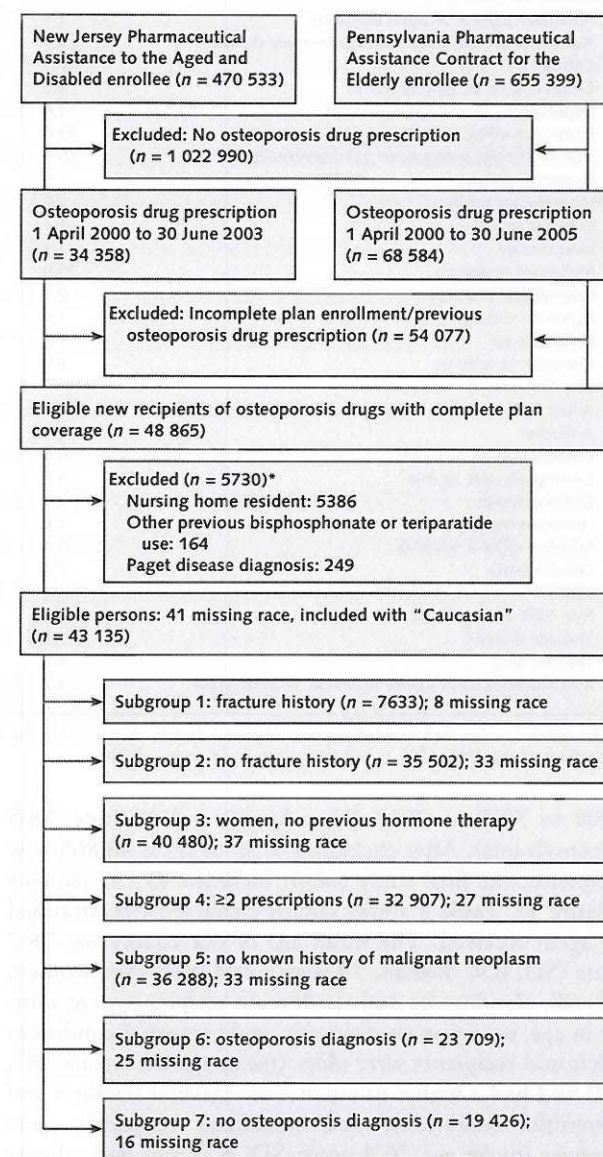 New Jersey Pharmaceutical
Assistance to the Aged and
Disabled enrollee (n = 470 533)
Pennsylvania Pharmaceutical
Assistance Contract for the
Elderly enrollee (n = 655 399)
Excluded: No osteoporosis drug prescription
(n = 1 022 990)
Osteoporosis drug prescription
1 April 2000 to 30 June 2003
(n = 34 358)
Osteoporosis drug prescription
1 April 2000 to 30 June 2005
(n = 68 584)
Excluded: Incomplete plan enrollment/previous
osteoporosis drug prescription (n = 54 077)
Eligible new recipients of osteoporosis drugs with complete plan
coverage (n = 48 865)
Excluded (n = 5730)*
Nursing home resident: 5386
Other previous bisphosphonate or teriparatide
use: 164
Paget disease diagnosis: 249
Eligible persons: 41 missing race, included with “Caucasian”
(n = 43 135)
Subgroup 1: fracture history (n = 7633); 8 missing race
Subgroup 2: no fracture history (n = 35 502); 33 missing race
Subgroup 3: women, no previous hormone therapy
(n = 40 480); 37 missing race
Subgroup 4: ≥2 prescriptions (n = 32 907); 27 missing race
Subgroup 5: no known history of malignant neoplasm
(n = 36 288); 33 missing race
Subgroup 6: osteoporosis diagnosis (n = 23 709);
25 missing race
Subgroup 7: no osteoporosis diagnosis (n = 19 426);
16 missing race